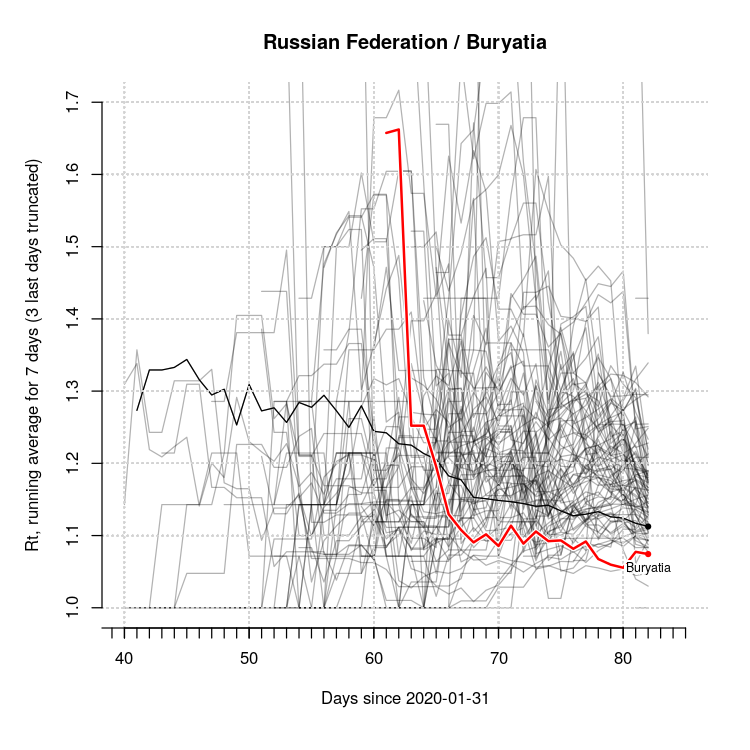 Russian Federation / Buryatia
Rt, running average for 7 days (3 last days truncated)
1.7
1.6
1.5
1.4
1.3
1.2
1.1
1.0
Buryatia
40 50 60 70 80
Days since 2020-01-31